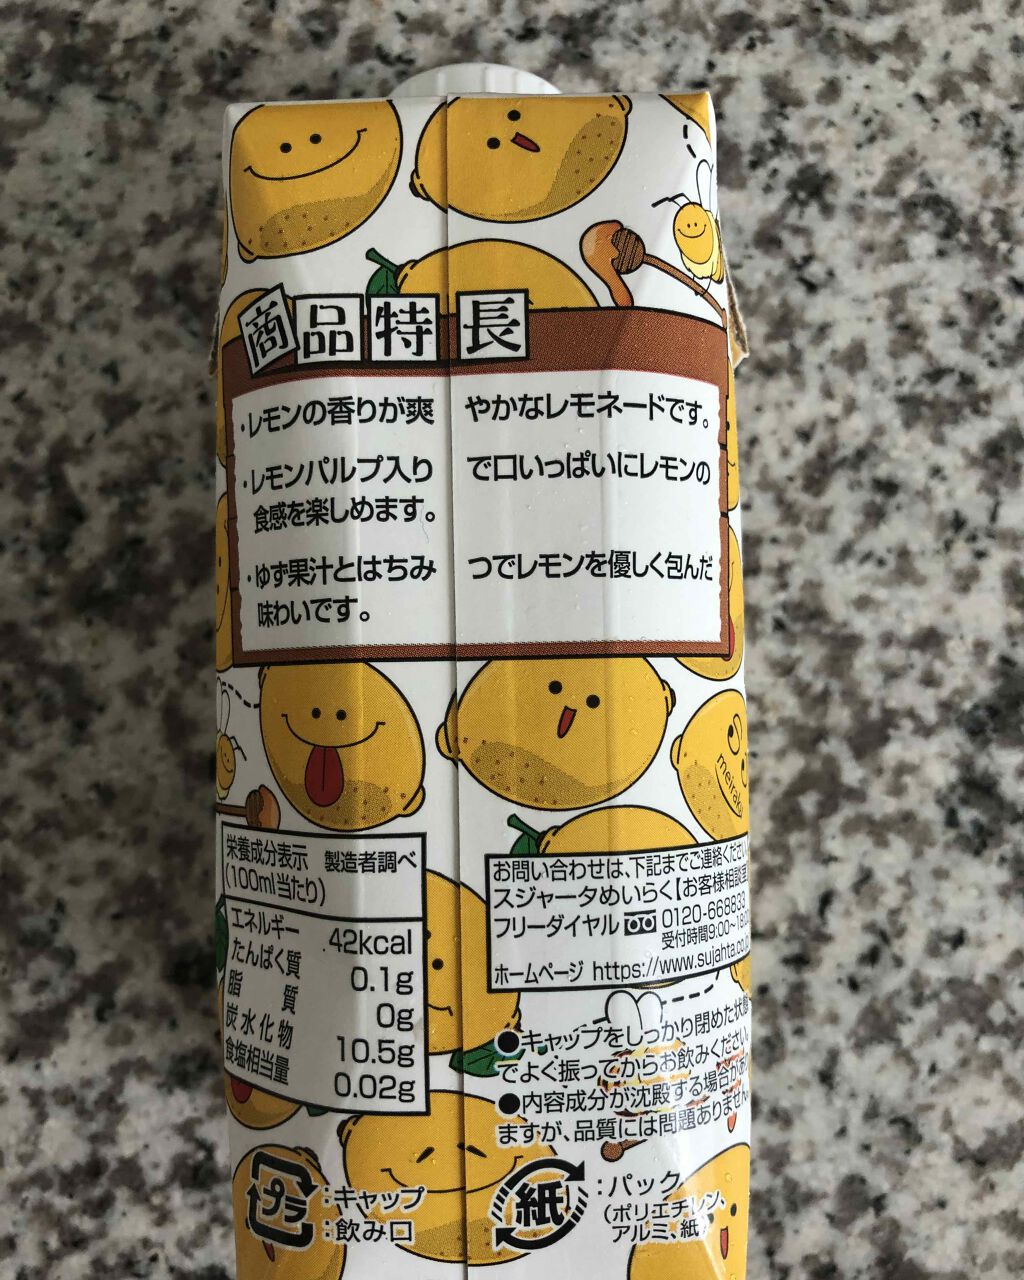 商品特長
・レモンの香りが爽やかなレモネードです。
・レモンパルプ入りで口いっぱいにレモンの
食感を楽しめます。
・ゆず果汁とはちみつでレモンを優しく包んだ
味わいです。
meiraku
栄養成分表示 製造者調べ
(100ml当たり)
エネルギー 42kcal
たんぱく質 0.1g
脂質 0g
炭水化物 10.5g
食塩相当量 0.02g
お問い合わせは、下記までご連絡ください
スジャータめいらく【お客様相談室
フリーダイヤル 0120-668833
受付時間9:00~18:
ホームページ https://www.sujahta.co.
●キャップをしっかり閉めた状態
でよく振ってからお飲みください。
●内容成分が沈殿する場合があり
ますが、品質には問題ありません。
プラ
:キャップ
:飲み口
紙
:パック
(ポリエチレン、
アルミ、紙)